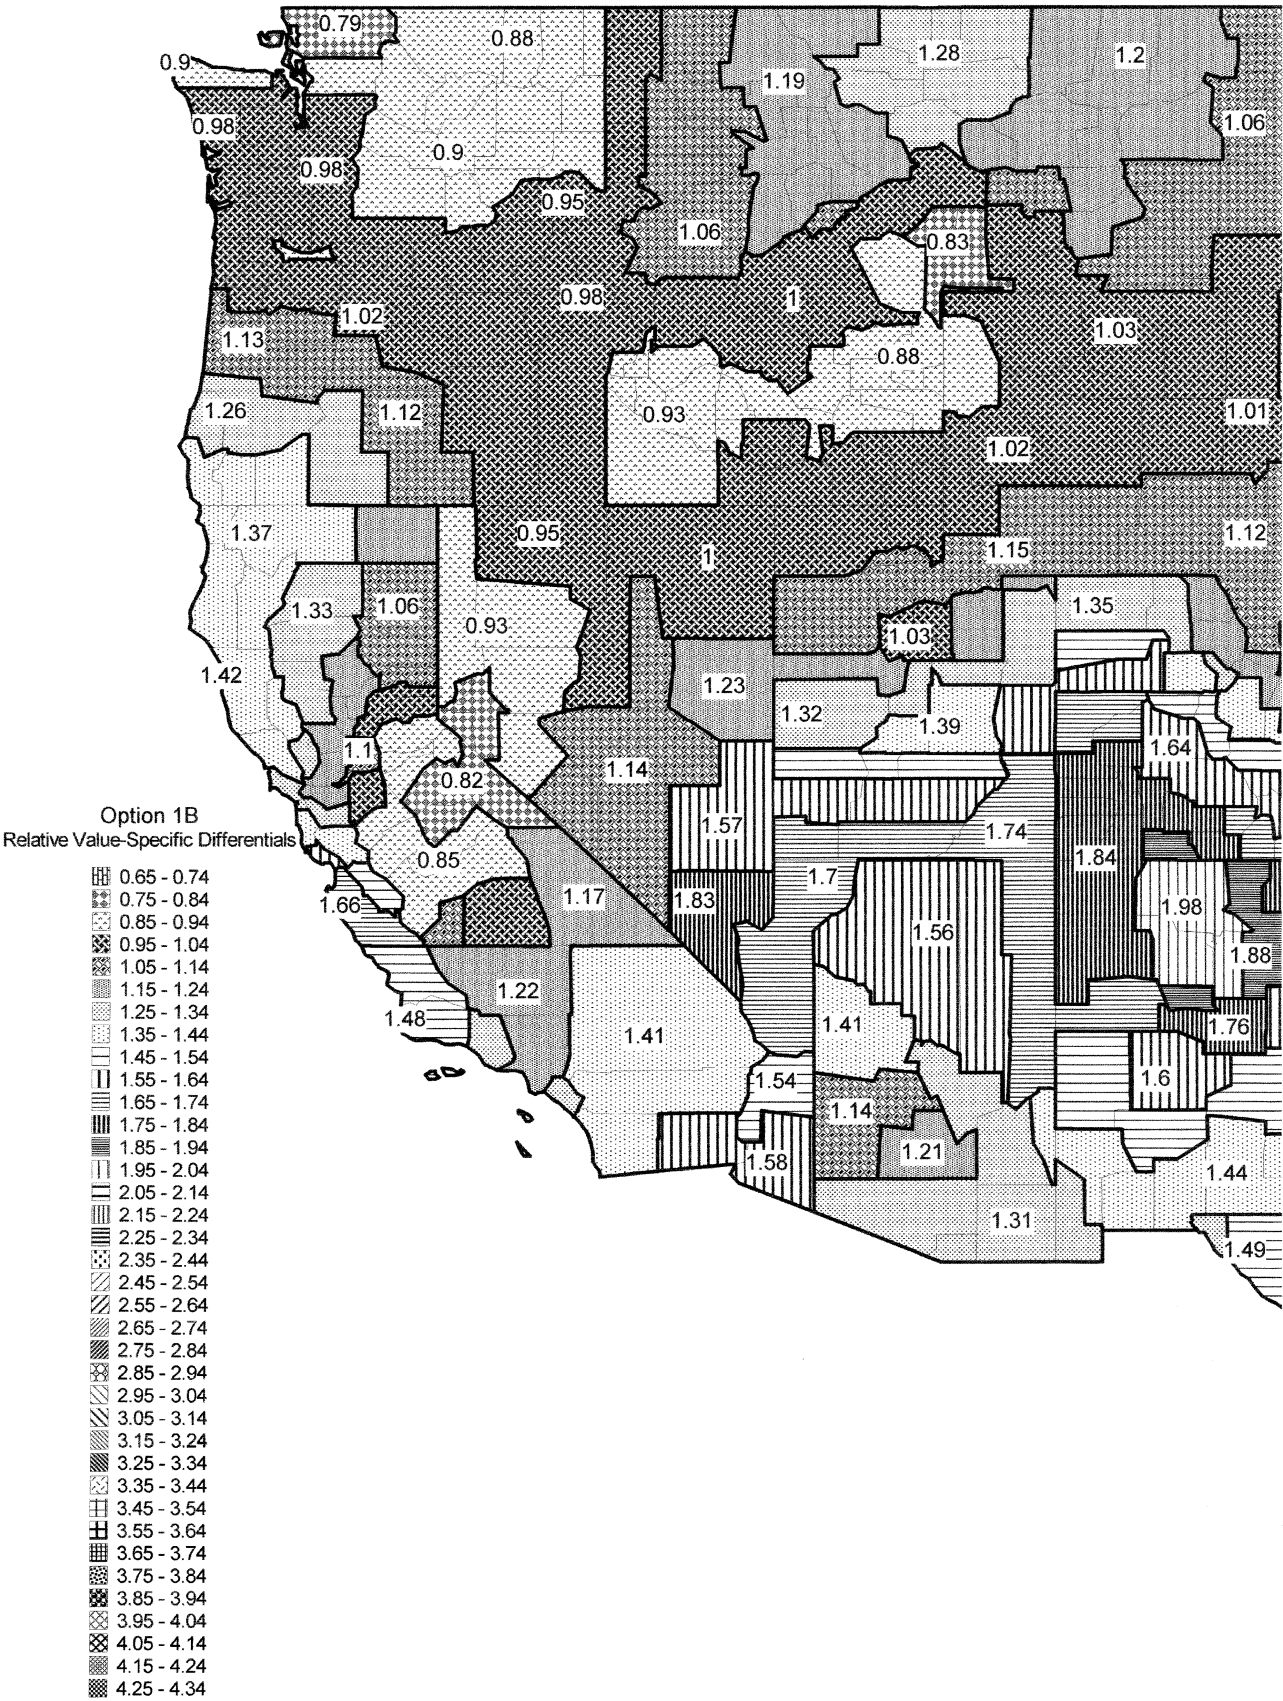 0.79
0.88
1.28
1.2
0.9
1.19
0.98
1.06
0.9
0.98
0.95
1.06
0.83
0.98
1
1.02
1.03
1.13
0.88
1.26
1.12
0.93
1.01
1.02
1.37
0.95
1.12
1
1.15
1.33
1.06
1.35
0.93
1.03
1.42
1.23
1.32
1.39
1.1
1.64
1.14
0.82
Option 1B
Relative Value-Specific Differentials
1.57
1.74
0.85
1.84
0.65 - 0.74
0.75 - 0.84
1.7
1.17
1.83
1.66
1.98
0.85 - 0.94
1.56
0.95 - 1.04
1.88
1.05 - 1.14
1.15 - 1.24
1.22
1.25 - 1.34
1.48
1.41
1.41
1.76
1.35 - 1.44
1.45 - 1.54
1.55 - 1.64
1.54
1.6
1.65 - 1.74
1.14
1.75 - 1.84
1.85 - 1.94
1.21
1.58
1.95 - 2.04
1.44
2.05 - 2.14
2.15 - 2.24
1.31
2.25 - 2.34
1.49
2.35 - 2.44
2.45 - 2.54
2.55 - 2.64
2.65 - 2.74
2.75 - 2.84
2.85 - 2.94
2.95 - 3.04
3.05 - 3.14
3.15 - 3.24
3.25 - 3.34
3.35 - 3.44
3.45 - 3.54
3.55 - 3.64
3.65 - 3.74
3.75 - 3.84
3.85 - 3.94
3.95 - 4.04
4.05 - 4.14
4.15 - 4.24
4.25 - 4.34